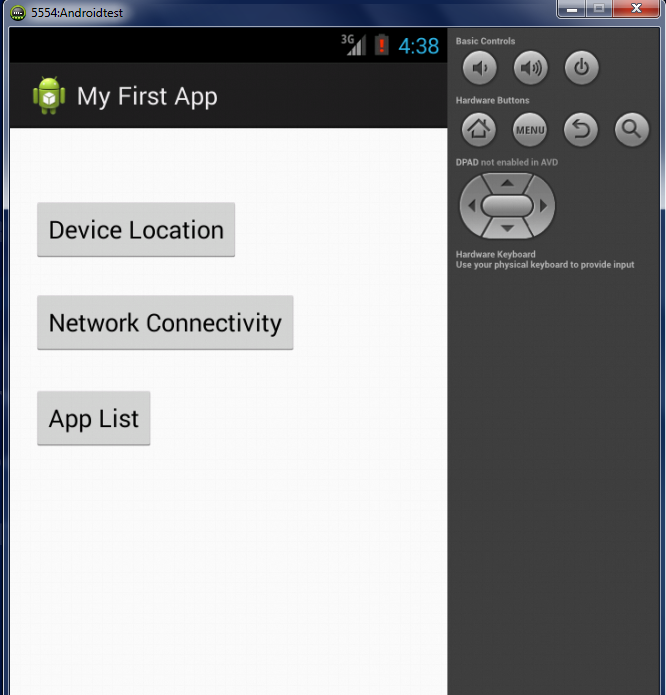 5554:Androidtest
3G 4:38
My First App
Device Location
Network Connectivity
App List
Basic Controls
Hardware Buttons
MENU
DPAD not enabled in AVD
Hardware Keyboard
Use your physical keyboard to provide input